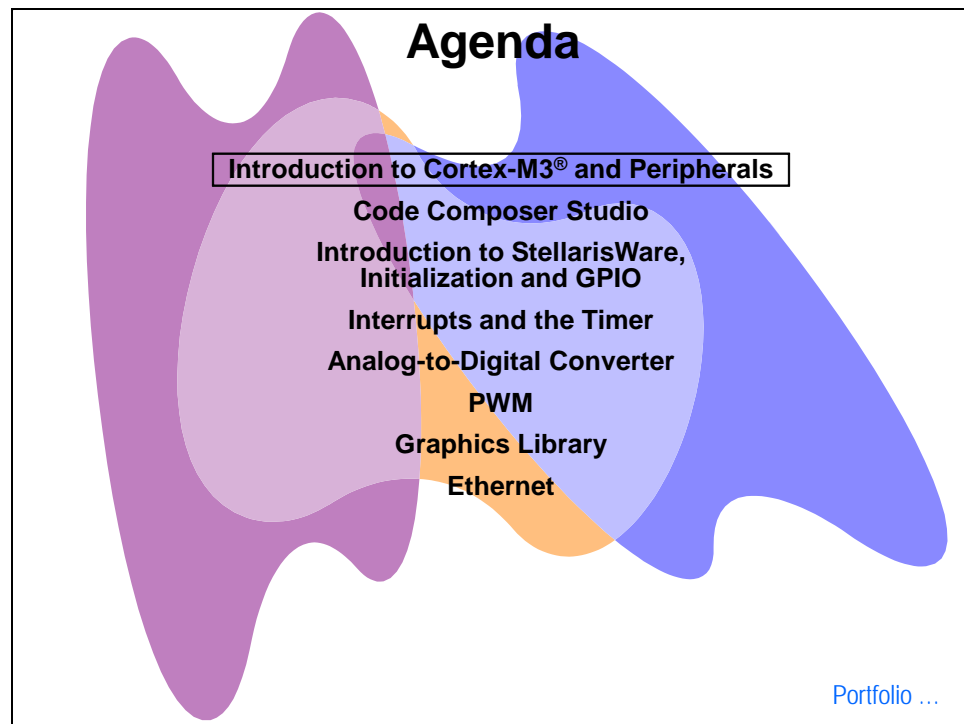 Agenda
Introduction to Cortex-M3® and Peripherals
Code Composer Studio
Introduction to StellarisWare,
Initialization and GPIO
Interrupts and the Timer
Analog-to-Digital Converter
PWM
Graphics Library
Ethernet
Portfolio …